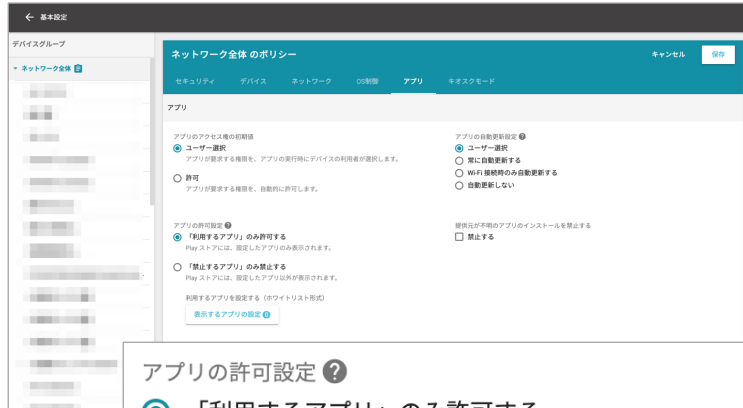 ← 基本設定
デバイスグループ
ネットワーク全体
ネットワーク全体 のポリシー
キャンセル
保存
セキュリティ
デバイス
ネットワーク
OS制御
アプリ
キオスクモード
アプリ
アプリのアクセス権の初期値
ユーザー選択
アプリが要求する権限を、アプリの実行時にデバイスの利用者が選択します。
許可
アプリが要求する権限を、自動的に許可します。
アプリの自動更新設定 ?
ユーザー選択
常に自動更新する
Wi-Fi 接続時のみ自動更新する
自動更新しない
アプリの許可設定 ?
「利用するアプリ」のみ許可する
Play ストアには、設定したアプリのみ表示されます。
「禁止するアプリ」のみ禁止する
Play ストアには、設定したアプリ以外が表示されます。
利用するアプリを設定する（ホワイトリスト形式）
表示するアプリの設定 0
提供元が不明のアプリのインストールを禁止する
禁止する
アプリの許可設定 ?
「利用するアプリ」のみ許可する